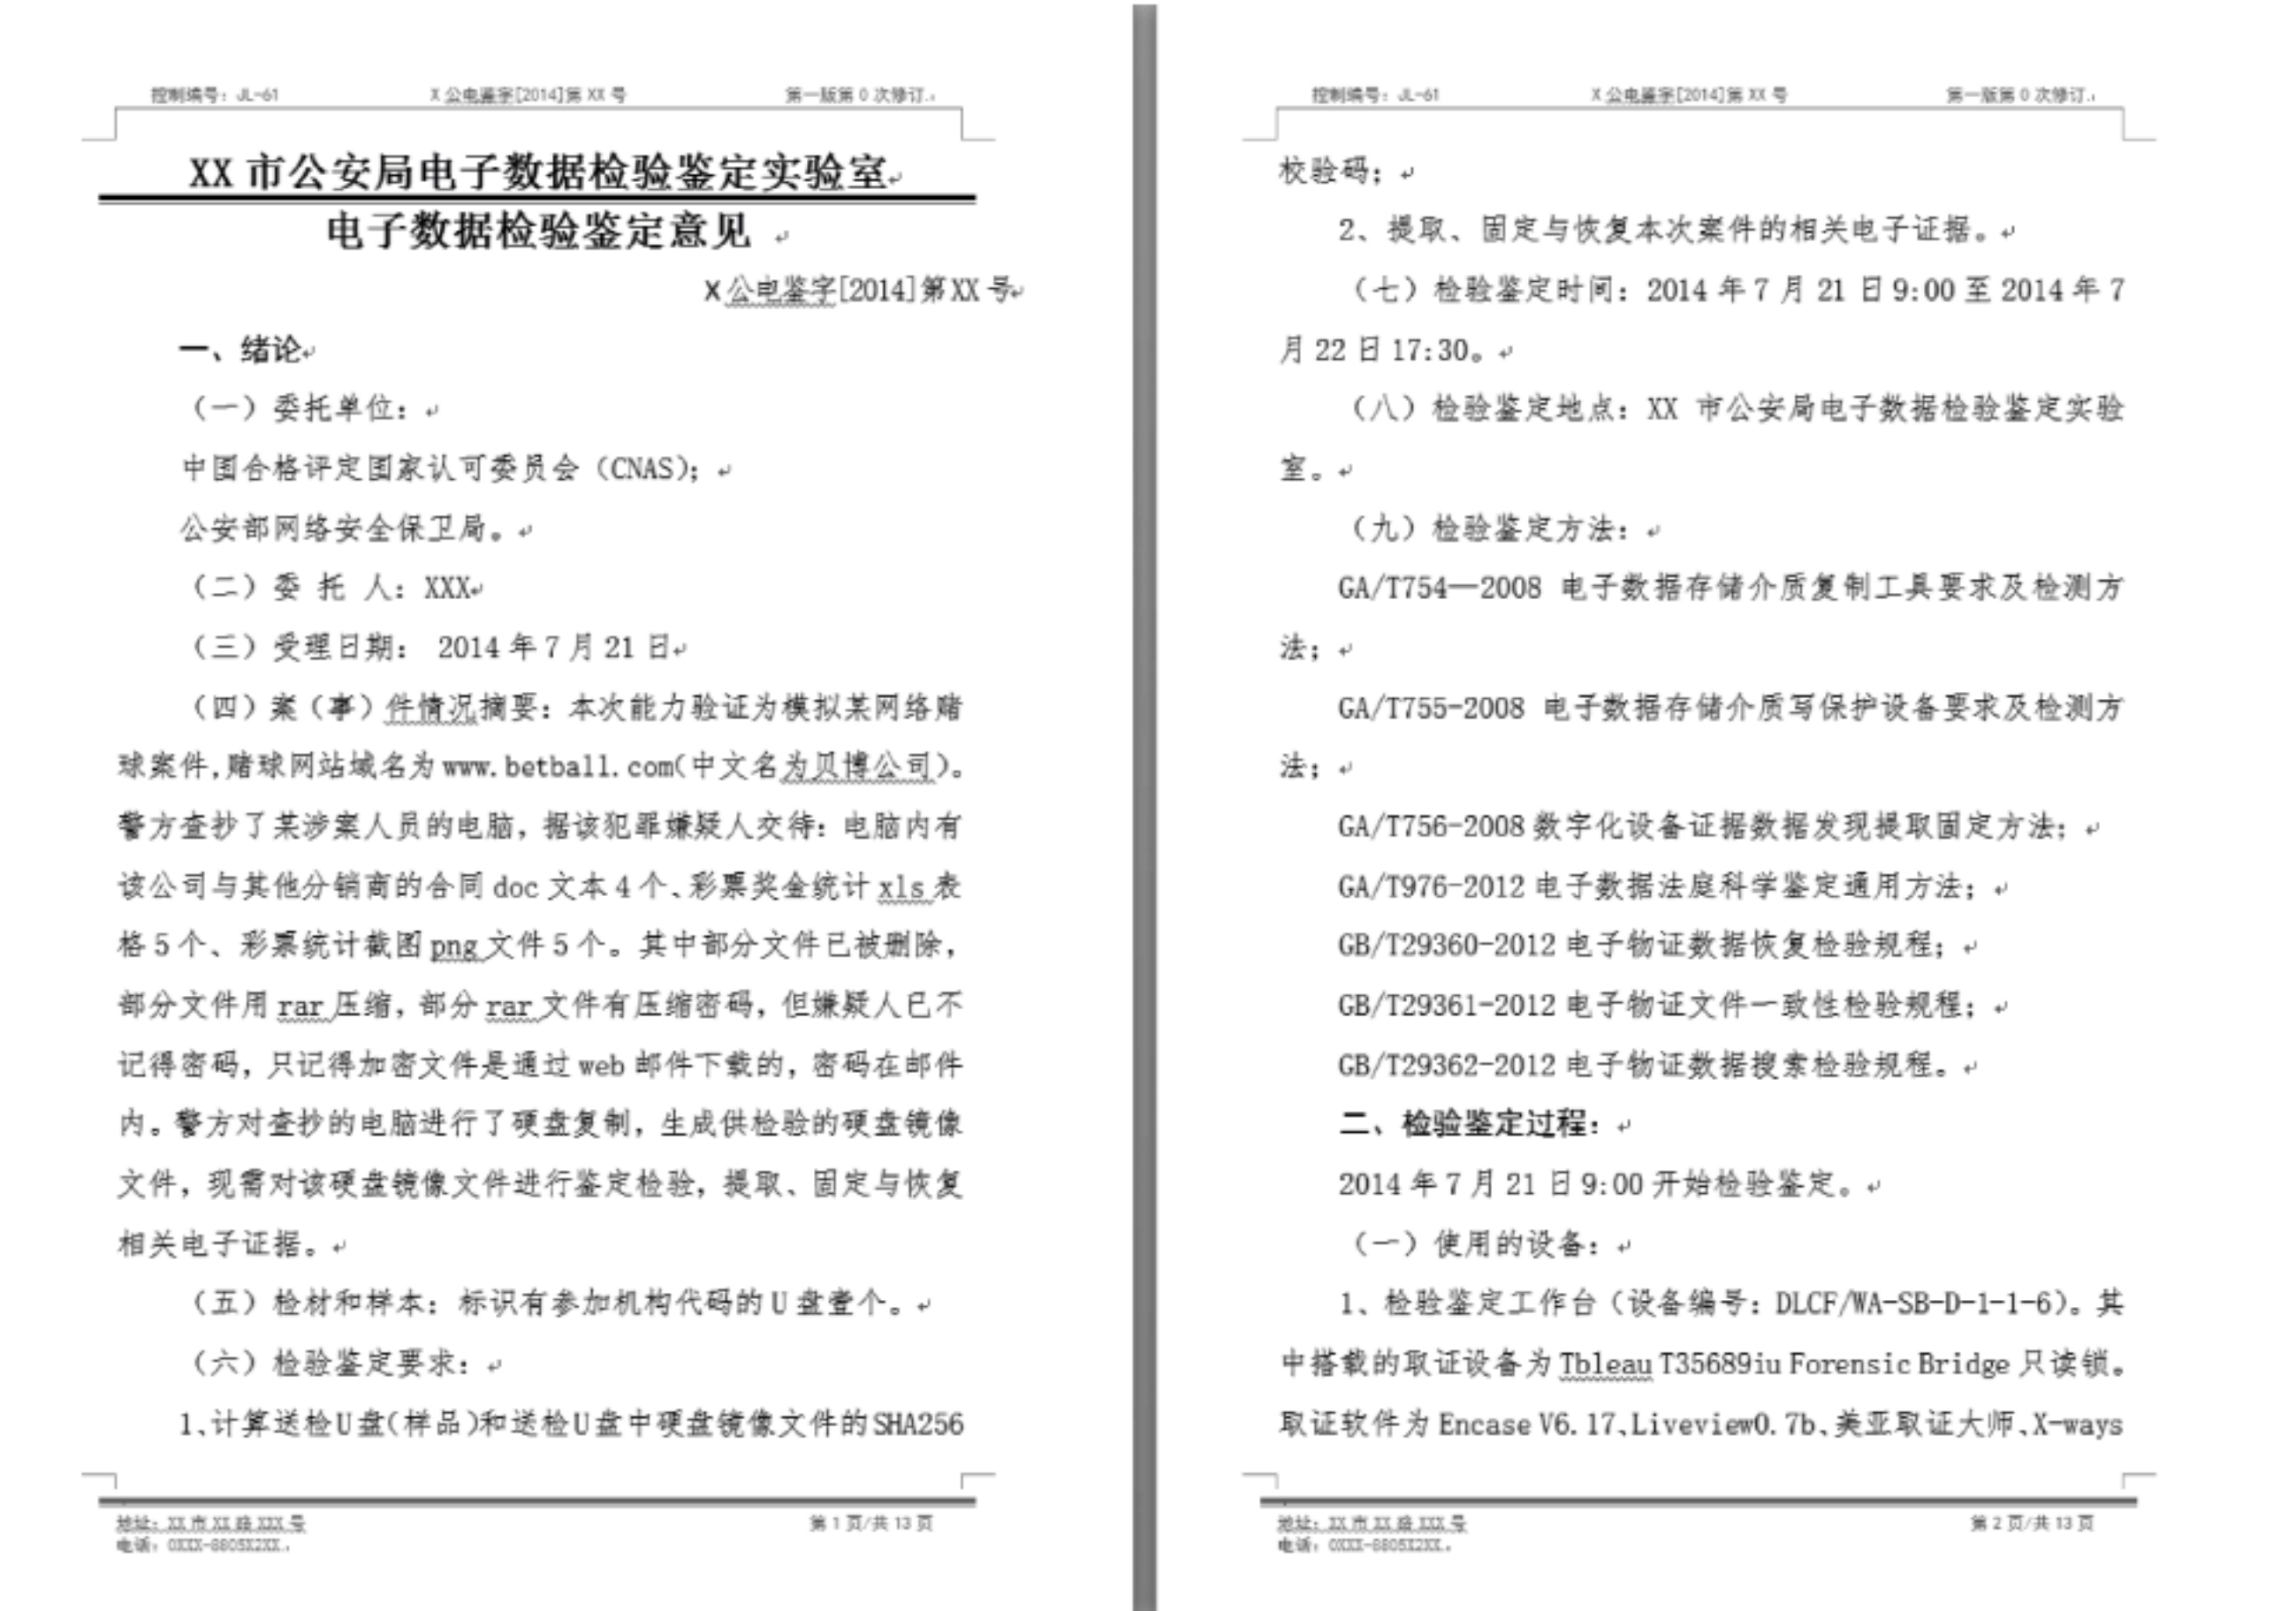 控制编号：JL-61 X公电鉴字[2014]第XX号 第一版第0次修订
XX市公安局电子数据检验鉴定实验室
电子数据检验鉴定意见
X公电鉴字[2014]第XX号
一、绪论
（一）委托单位：
中国合格评定国家认可委员会（CNAS）；
公安部网络安全保卫局。
（二）委 托 人：XXX
（三）受理日期： 2014年7月21日
（四）案（事）件情况摘要：本次能力验证为模拟某网络赌
球案件,赌球网站域名为www.betball.com(中文名为贝博公司)。
警方查抄了某涉案人员的电脑，据该犯罪嫌疑人交待：电脑内有
该公司与其他分销商的合同doc文本4个、彩票奖金统计xls表
格5个、彩票统计截图png文件5个。其中部分文件已被删除，
部分文件用rar压缩，部分rar文件有压缩密码，但嫌疑人已不
记得密码，只记得加密文件是通过web邮件下载的，密码在邮件
内。警方对查抄的电脑进行了硬盘复制，生成供检验的硬盘镜像
文件，现需对该硬盘镜像文件进行鉴定检验，提取、固定与恢复
相关电子证据。
（五）检材和样本：标识有参加机构代码的U盘壹个。
（六）检验鉴定要求：
1、计算送检U盘(样品)和送检U盘中硬盘镜像文件的SHA256
地址：XX市XX路XXX号 第1页/共13页
电话：0XXX-8805X2XX
控制编号：JL-61 X公电鉴字[2014]第XX号 第一版第0次修订
校验码；
2、提取、固定与恢复本次案件的相关电子证据。
（七）检验鉴定时间：2014年7月21日9:00至2014年7
月22日17:30。
（八）检验鉴定地点：XX 市公安局电子数据检验鉴定实验
室。
（九）检验鉴定方法：
GA/T754—2008 电子数据存储介质复制工具要求及检测方
法；
GA/T755-2008 电子数据存储介质写保护设备要求及检测方
法；
GA/T756-2008数字化设备证据数据发现提取固定方法；
GA/T976-2012电子数据法庭科学鉴定通用方法；
GB/T29360-2012电子物证数据恢复检验规程；
GB/T29361-2012电子物证文件一致性检验规程；
GB/T29362-2012电子物证数据搜索检验规程。
二、检验鉴定过程：
2014年7月21日9:00开始检验鉴定。
（一）使用的设备：
1、检验鉴定工作台（设备编号：DLCF/WA-SB-D-1-1-6）。其
中搭载的取证设备为Tbleau T35689iu Forensic Bridge只读锁。
取证软件为Encase V6.17、Liveview0.7b、美亚取证大师、X-ways
地址：XX市XX路XXX号 第2页/共13页
电话：0XXX-8805X2XX